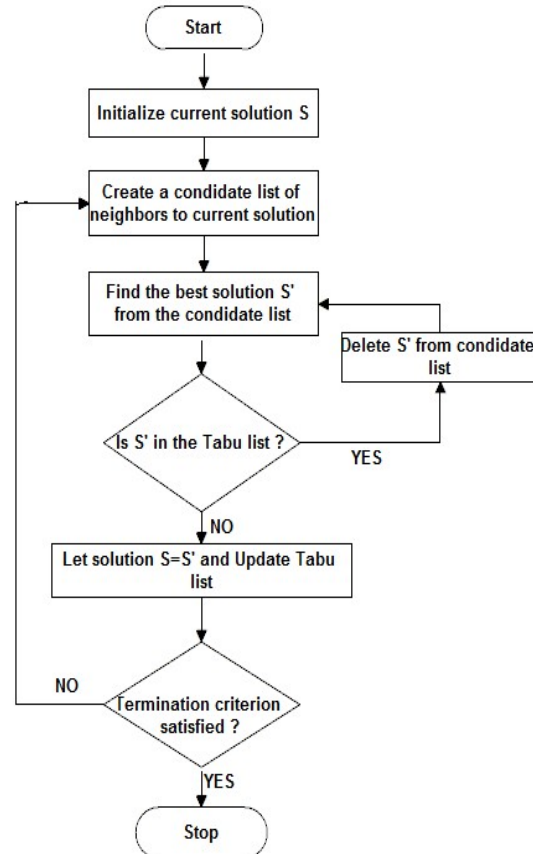 Start
Initialize current solution S
Create a condidate list of
neighbors to current solution
Find the best solution S'
from the condidate list
Delete S' from condidate
list
Is S' in the Tabu list ?
YES
NO
Let solution S=S' and Update Tabu
list
NO
Termination criterion
satisfied ?
YES
Stop